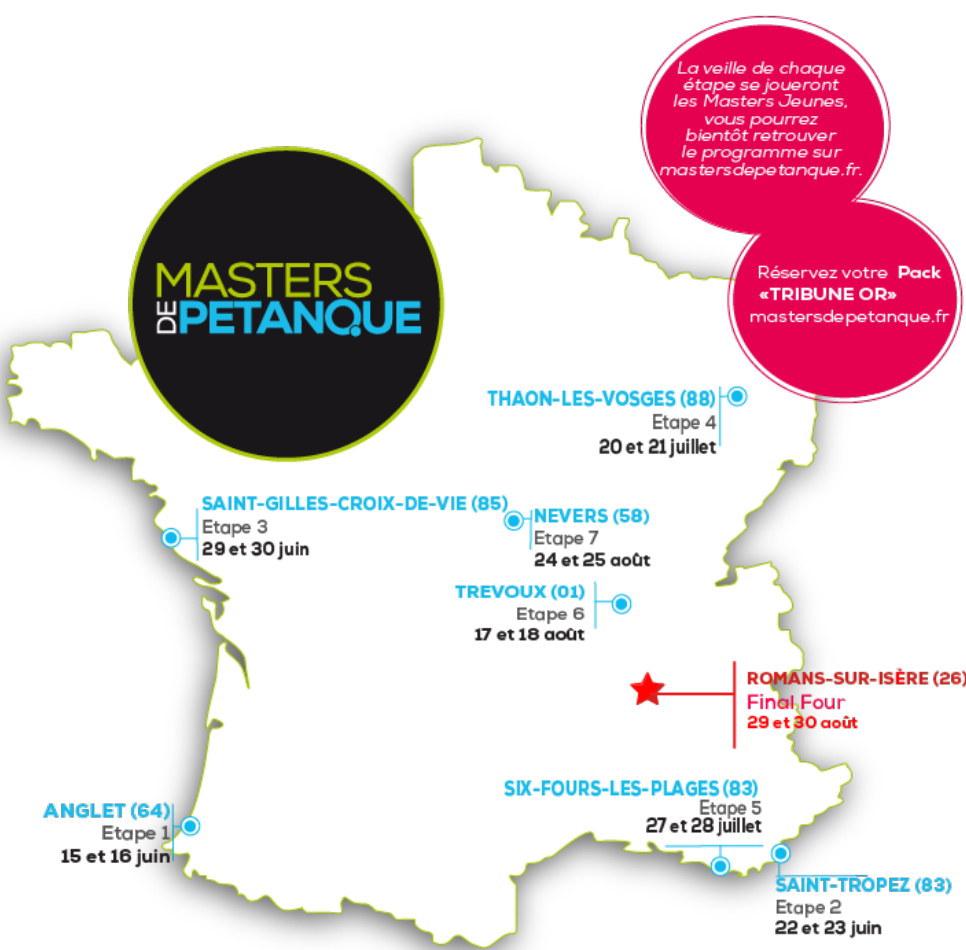 La veille de chaque
étape se joueront
les Masters Jeunes,
vous pourrez
bientôt retrouver
le programme sur
mastersdepetanque.fr.
Réservez votre Pack
«TRIBUNE OR»
mastersdepetanque.fr
MASTERS
DE PETANQUE
THAON-LES-VOSGES (88)
Etape 4
20 et 21 juillet
SAINT-GILLES-CROIX-DE-VIE (85)
Etape 3
29 et 30 juin
NEVERS (58)
Etape 7
24 et 25 août
TREVOUX (01)
Etape 6
17 et 18 août
ROMANS-SUR-ISÈRE (26)
Final Four
29 et 30 août
SIX-FOURS-LES-PLAGES (83)
Etape 5
27 et 28 juillet
ANGLET (64)
Etape 1
15 et 16 juin
SAINT-TROPEZ (83)
Etape 2
22 et 23 juin